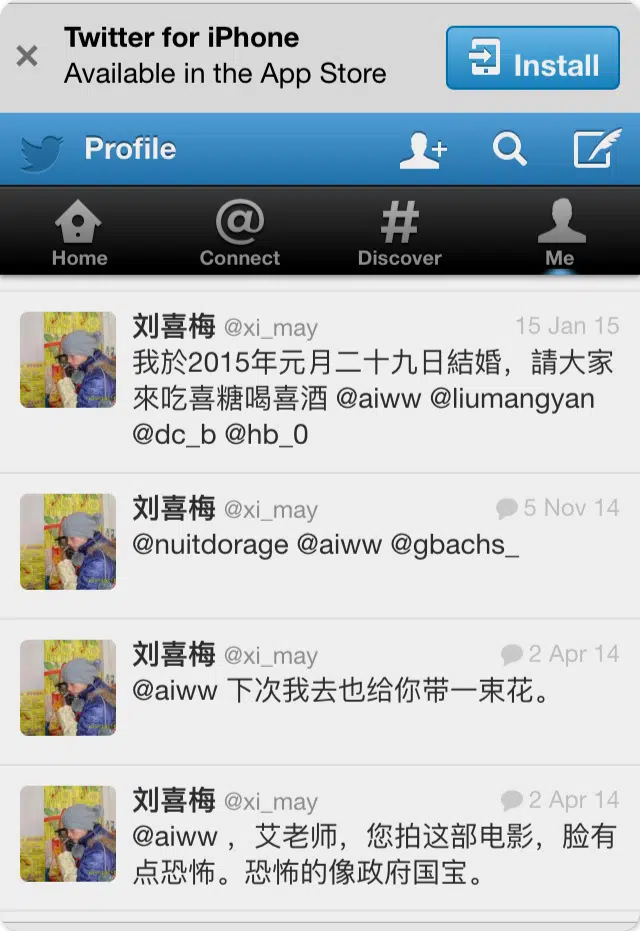 Twitter for iPhone
Available in the App Store
Install
Profile
Home
Connect
Discover
Me
刘喜梅 @xi_may 15 Jan 15
我於2015年元月二十九日結婚，請大家
來吃喜糖喝喜酒 @aiww @liumangyan
@dc_b @hb_0
刘喜梅 @xi_may 5 Nov 14
@nuitdorage @aiww @gbachs_
刘喜梅 @xi_may 2 Apr 14
@aiww 下次我去也给你带一束花。
刘喜梅 @xi_may 2 Apr 14
@aiww ，艾老师，您拍这部电影，脸有
点恐怖。恐怖的像政府国宝。